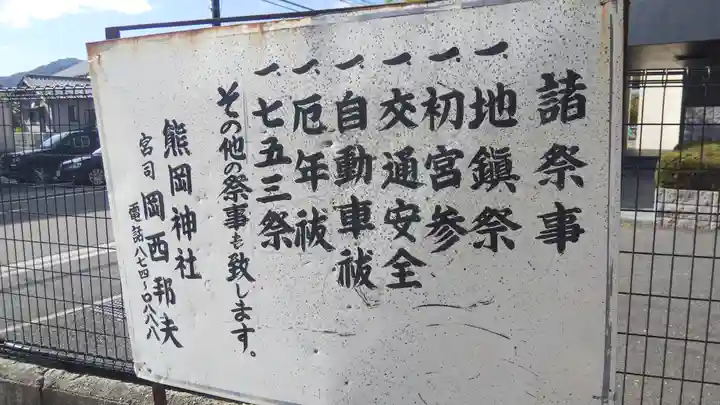 諸祭事
一、地鎮祭
一、初宮参
一、交通安全
一、自動車祓
一、厄年祓
一、七五三祭
その他の祭事も致します。
熊岡神社
宮司 岡西邦夫
電話八七四〜〇八八八